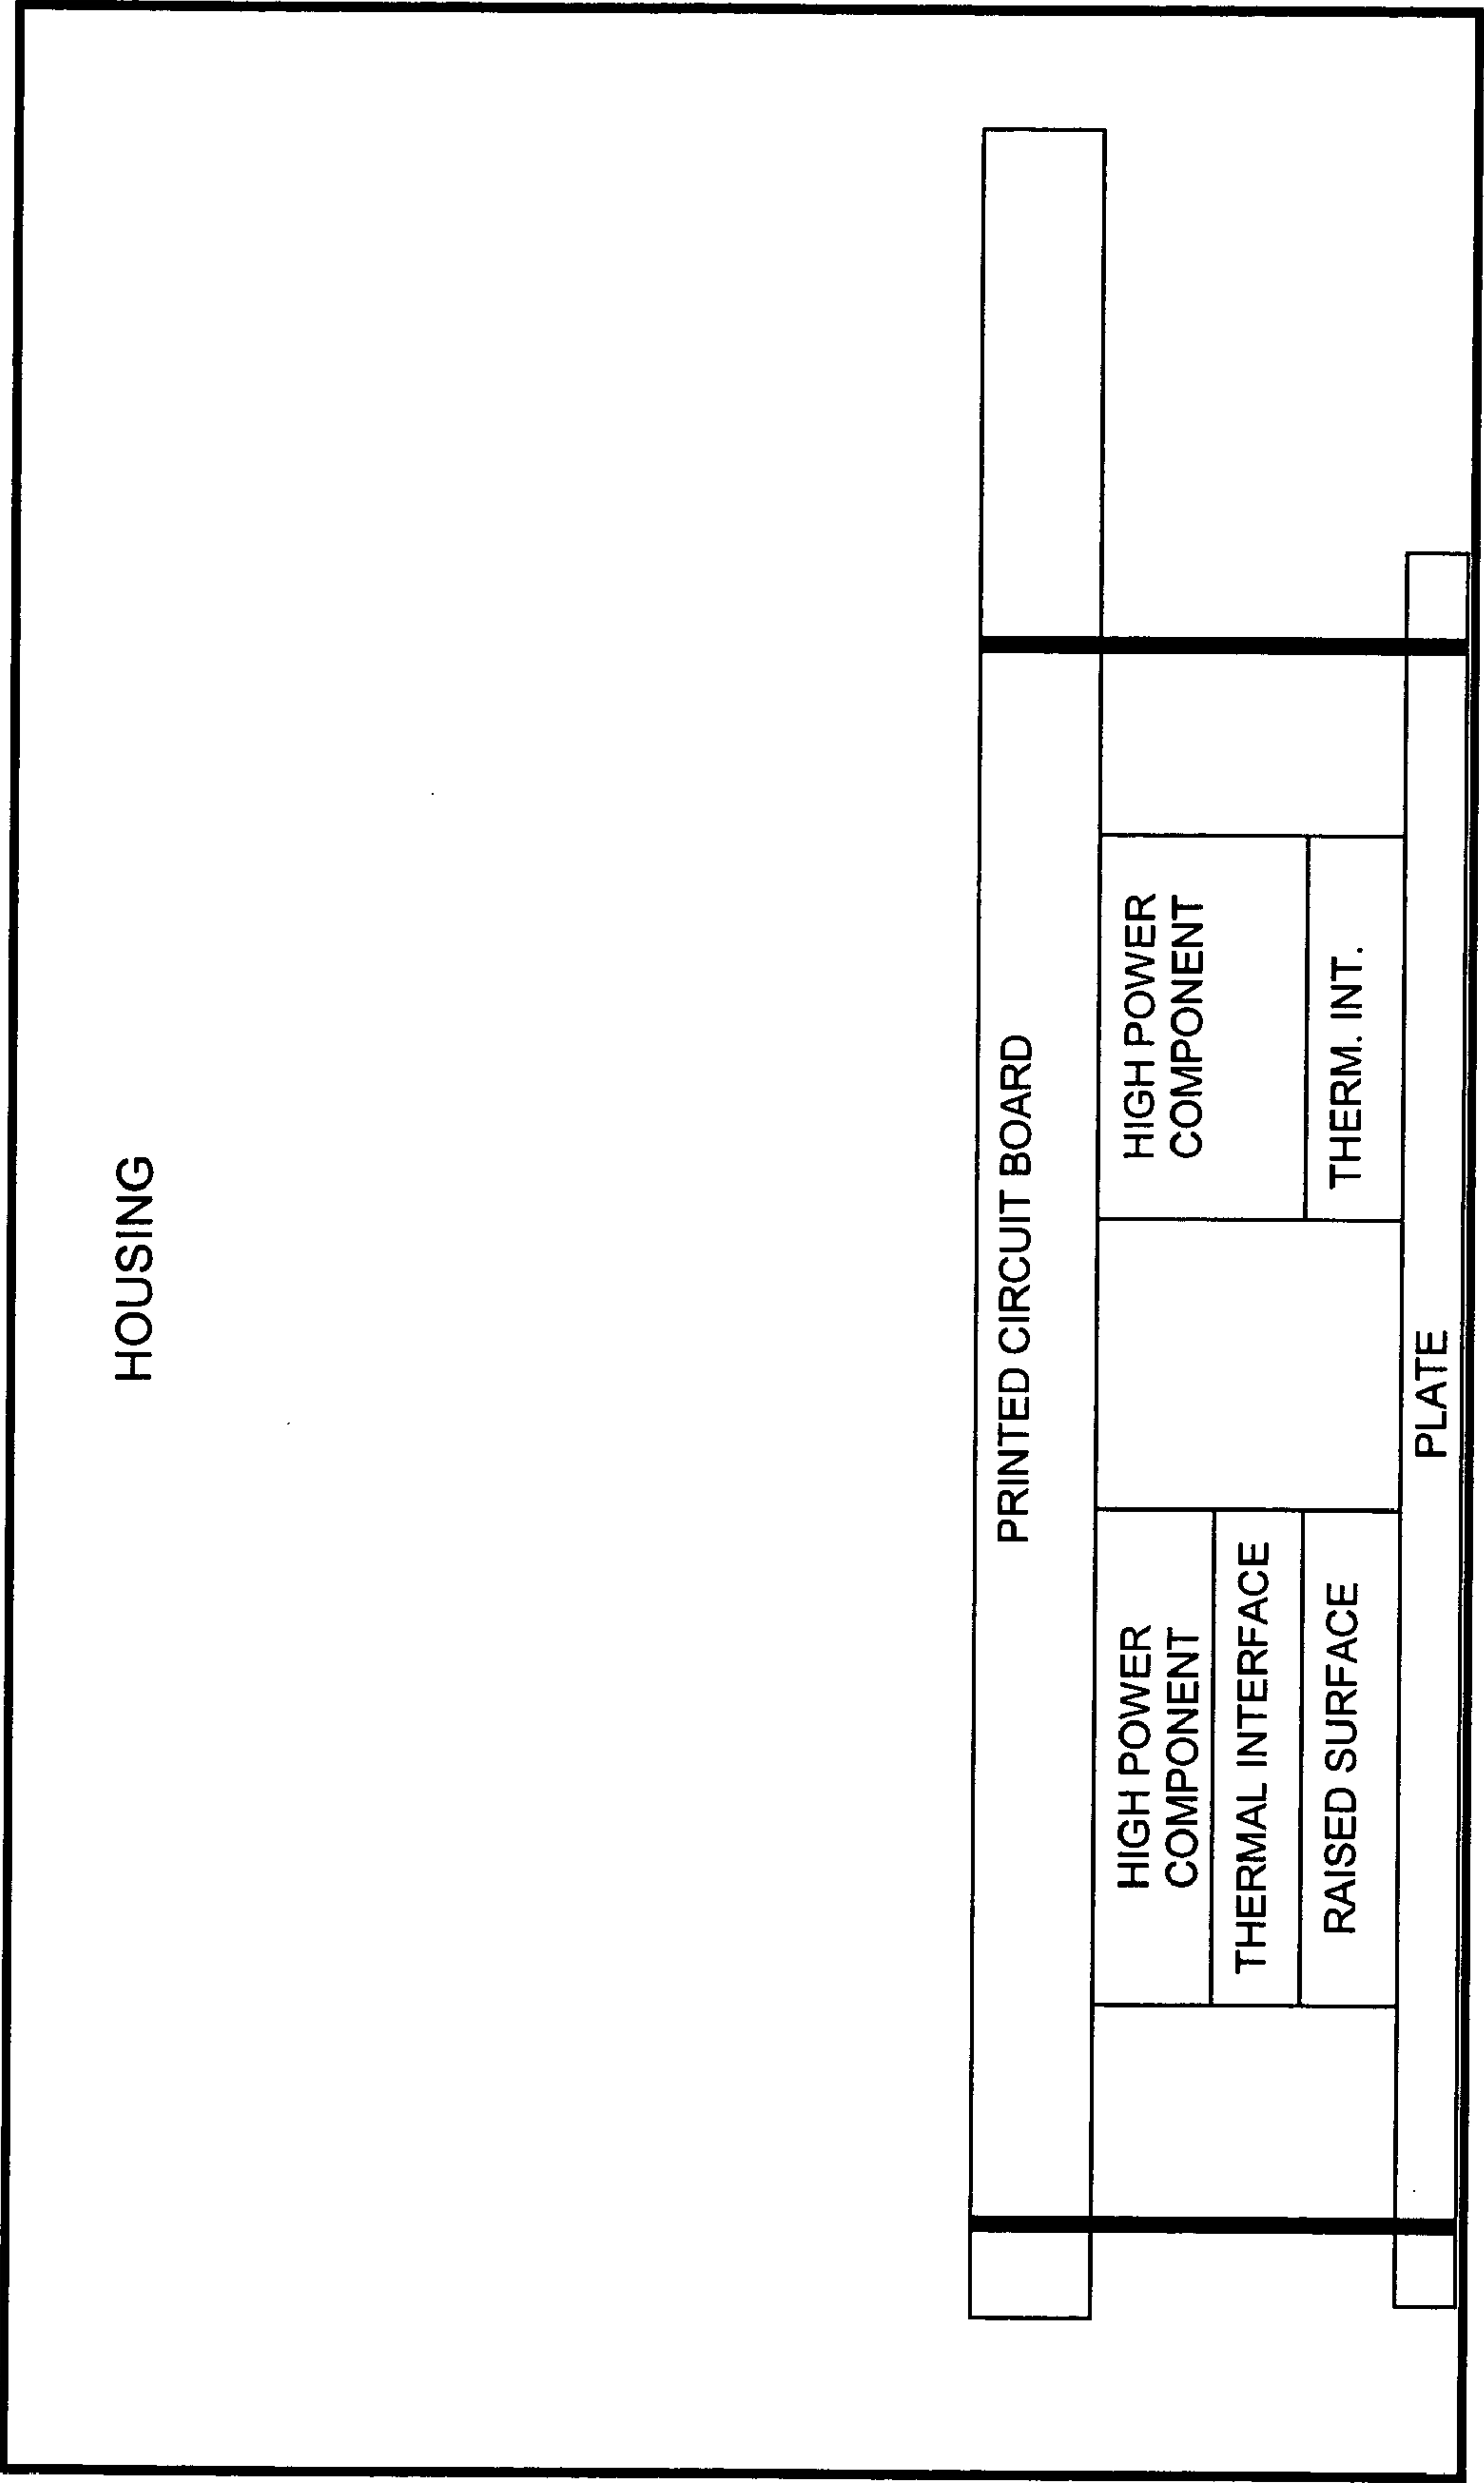 HOUSING
PRINTED CIRCUIT BOARD
HIGH POWER
COMPONENT
THERMAL INTERFACE
RAISED SURFACE
HIGH POWER
COMPONENT
THERM. INT.
PLATE